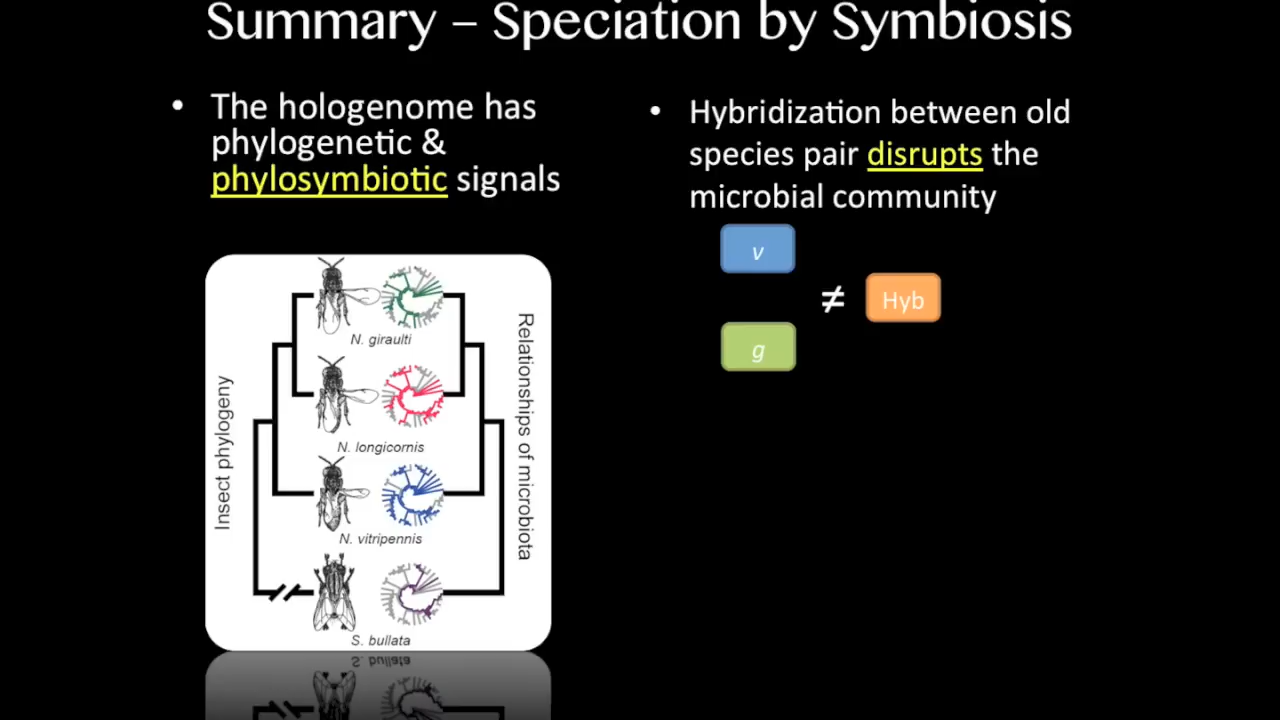 Summary – Speciation by Symbiosis
• The hologenome has
phylogenetic &
phylosymbiotic signals
• Hybridization between old
species pair disrupts the
microbial community
v
≠
Hyb
g
Insect phylogeny
N. giraulti
N. longicornis
N. vitripennis
S. bullata
Relationships of microbiota
S. bullata